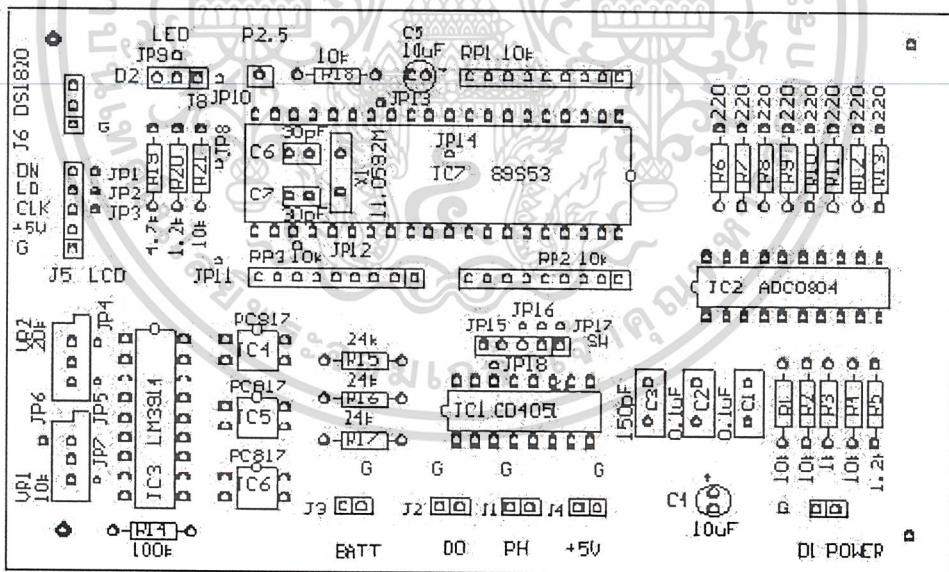 LED
P2.5
C5
10uF
RP1 10k
JP9
10k
D2
R18
J8
JP10
JP13
J6 DS1820
G
JP8
30pF
C6
JP14
X1
11.0592M
IC7 89S53
C7
30pF
JP12
DN
LD
CLK
+5V
G
JP1
JP2
JP3
R19
R20
R21
4.7k
1.2k
10k
J5 LCD
JP11
RP3 10k
RP2 10k
220
220
220
220
220
220
220
R6
R7
R8
R9
R10
R11
R12
R13
IC2 ADC0804
JP16
JP15
JP17
SW
JP18
VR2
20k
JP4
JP6
JP5
JP7
VR1
10k
IC3 LM3914
PC817
IC4
PC817
IC5
PC817
IC6
24k
R15
24k
R16
24k
R17
IC1 CD4051
150pF
C3
0.1uF
C2
0.1uF
C1
R1
R2
R3
R4
R5
10k
10k
1k
10k
1.2k
G
G
G
G
J3
J2
J1
J4
C4
+
10uF
G
R14
100k
BATT
DO
PH
+5V
DI POWER